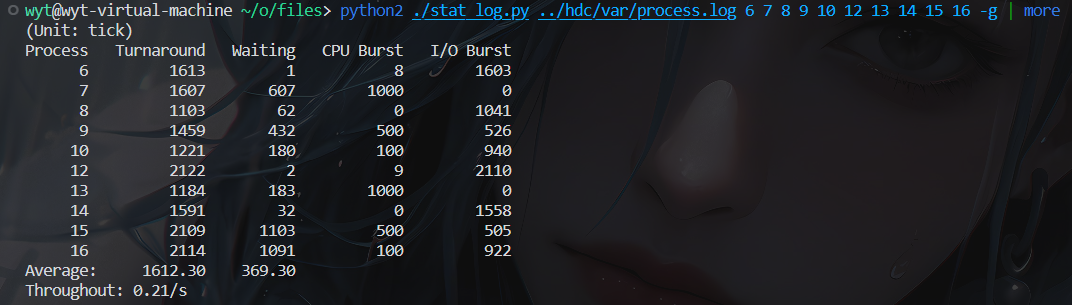 wyt@wyt-virtual-machine ~/o/files> python2 ./stat_log.py ../hdc/var/process.log 6 7 8 9 10 12 13 14 15 16 -g | more
(Unit: tick)
Process   Turnaround   Waiting   CPU Burst   I/O Burst
      6         1613         1           8        1603
      7         1607       607        1000           0
      8         1103        62           0        1041
      9         1459       432         500         526
     10         1221       180         100         940
     12         2122         2           9        2110
     13         1184       183        1000           0
     14         1591        32           0        1558
     15         2109      1103         500         505
     16         2114      1091         100         922
Average:     1612.30    369.30
Throughout: 0.21/s